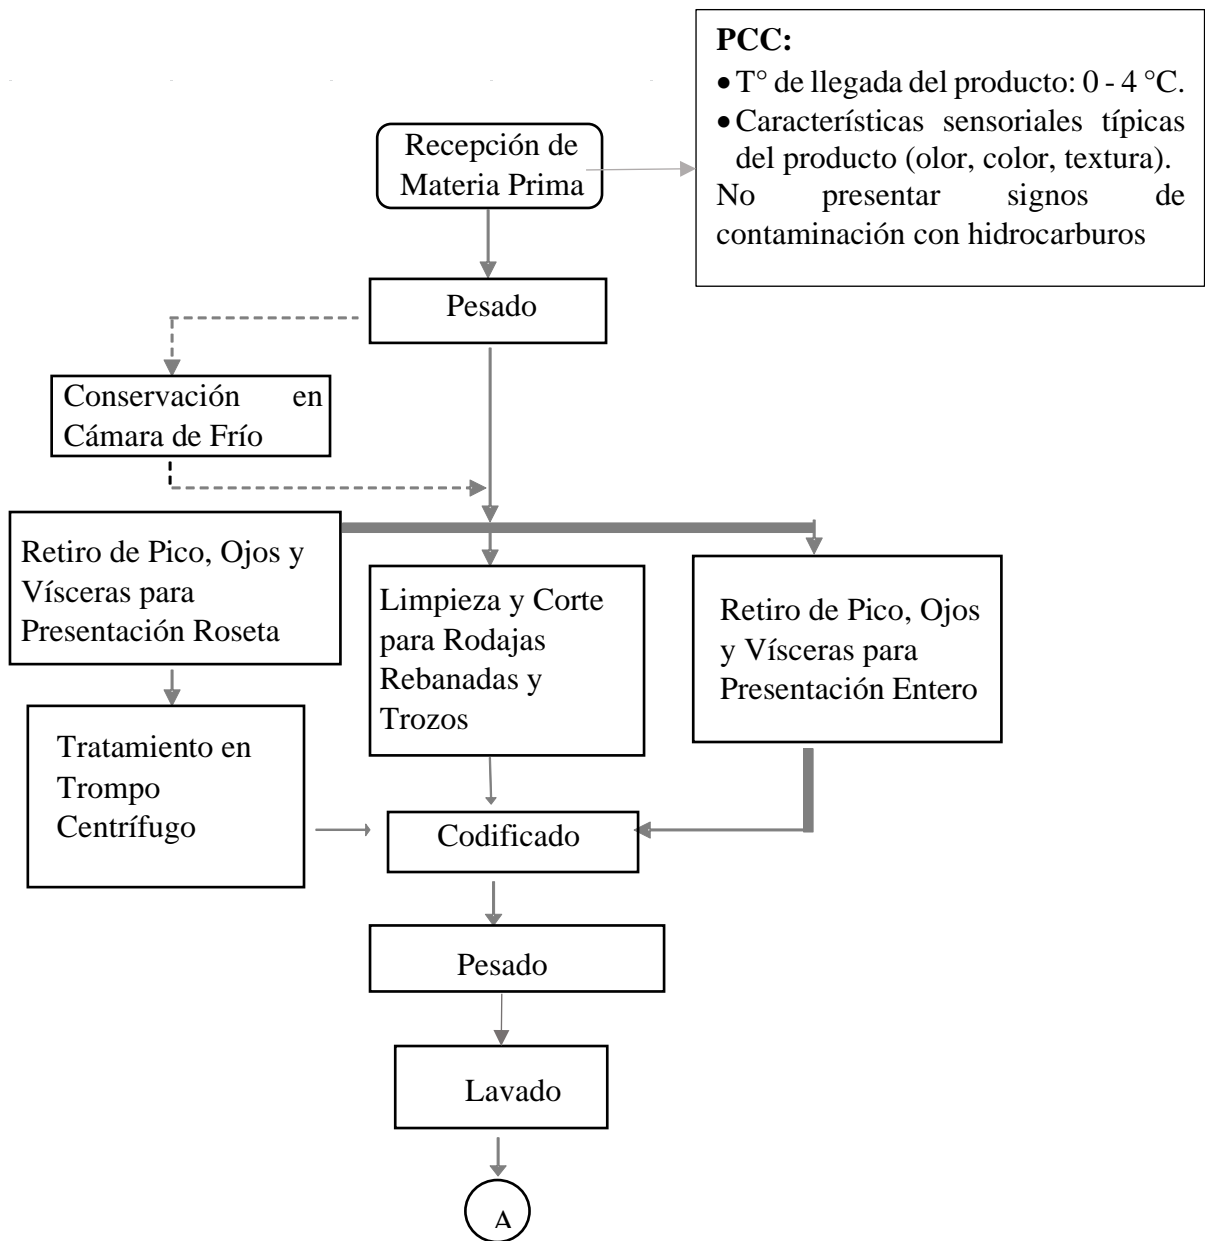 PCC:
• T° de llegada del producto: 0 - 4 °C.
• Características sensoriales típicas
del producto (olor, color, textura).
No presentar signos de
contaminación con hidrocarburos
Recepción de
Materia Prima
Pesado
Conservación en
Cámara de Frío
Retiro de Pico, Ojos y
Vísceras para
Presentación Roseta
Limpieza y Corte
para Rodajas
Rebanadas y
Trozos
Retiro de Pico, Ojos
y Vísceras para
Presentación Entero
Tratamiento en
Trompo
Centrífugo
Codificado
Pesado
Lavado
A